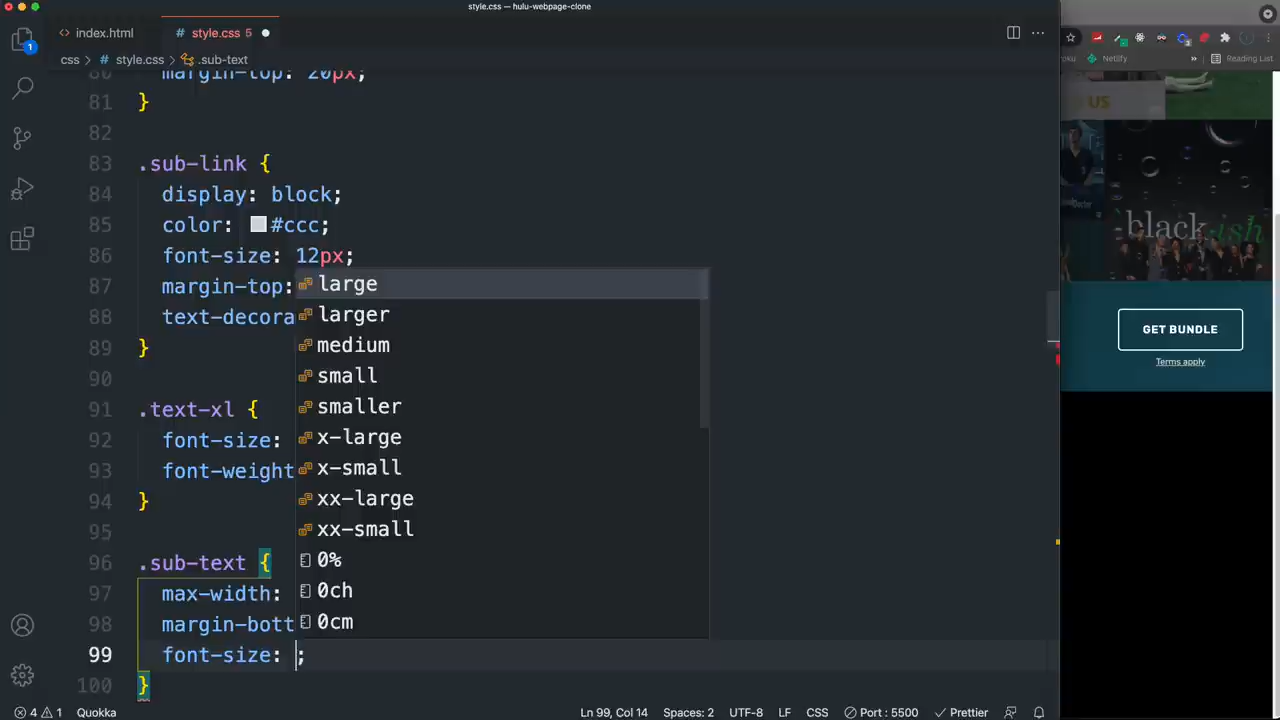 style.css — hulu-webpage-clone
index.html
style.css 5
css > style.css > .sub-text
1
80 margin-top: 20px;
81 }
82
83 .sub-link {
84 display: block;
85 color: #ccc;
86 font-size: 12px;
87 margin-top:
88 text-decora
89 }
90
91 .text-xl {
92 font-size:
93 font-weight
94 }
95
96 .sub-text {
97 max-width:
98 margin-bott
99 font-size: ;
100 }
large
larger
medium
small
smaller
x-large
x-small
xx-large
xx-small
0%
0ch
0cm
4 1 Quokka
Ln 99, Col 14 Spaces: 2 UTF-8 LF CSS Port : 5500 Prettier
oku Netlify » Reading List
US
blackish
GET BUNDLE
Terms apply